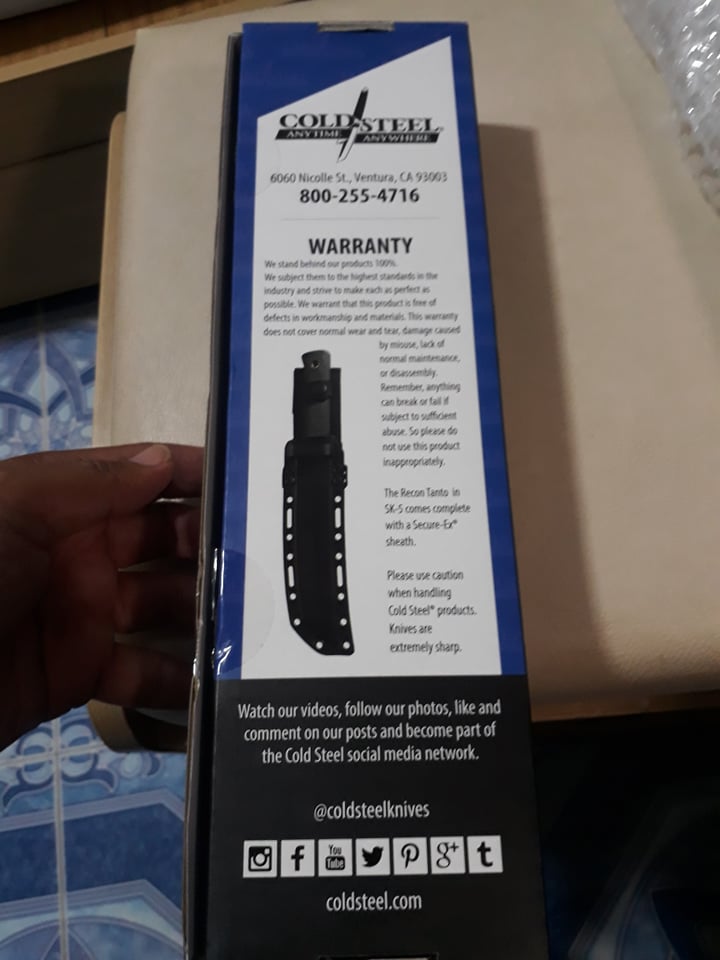 COLD STEEL®
ANYTIME ANYWHERE
6060 Nicolle St., Ventura, CA 93003
800-255-4716
WARRANTY
We stand behind our products 100%.
We subject them to the highest standards in the
industry and strive to make each as perfect as
possible. We warrant that this product is free of
defects in workmanship and materials. This warranty
does not cover normal wear and tear, damage caused
by misuse, lack of
normal maintenance,
or disassembly.
Remember, anything
can break or fail if
subject to sufficient
abuse. So please do
not use this product
inappropriately.
The Recon Tanto in
SK-5 comes complete
with a Secure-Ex®
sheath.
Please use caution
when handling
Cold Steel® products.
Knives are
extremely sharp.
Watch our videos, follow our photos, like and
comment on our posts and become part of
the Cold Steel social media network.
@coldsteelknives
f You Tube p g+ t
coldsteel.com